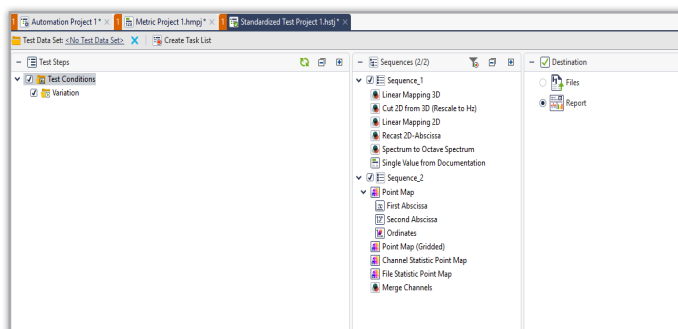 1 Automation Project 1* × 1 Metric Project 1.hmpj* × 1 Standardized Test Project 1.hstj* ×
Test Data Set: <No Test Data Set> X Create Task List
Test Steps
Test Conditions
Variation
Sequences (2/2)
Sequence_1
Linear Mapping 3D
Cut 2D from 3D (Rescale to Hz)
Linear Mapping 2D
Recast 2D-Abscissa
Spectrum to Octave Spectrum
Single Value from Documentation
Sequence_2
Point Map
First Abscissa
Second Abscissa
Ordinates
Point Map (Gridded)
Channel Statistic Point Map
File Statistic Point Map
Merge Channels
Destination
Files
Report